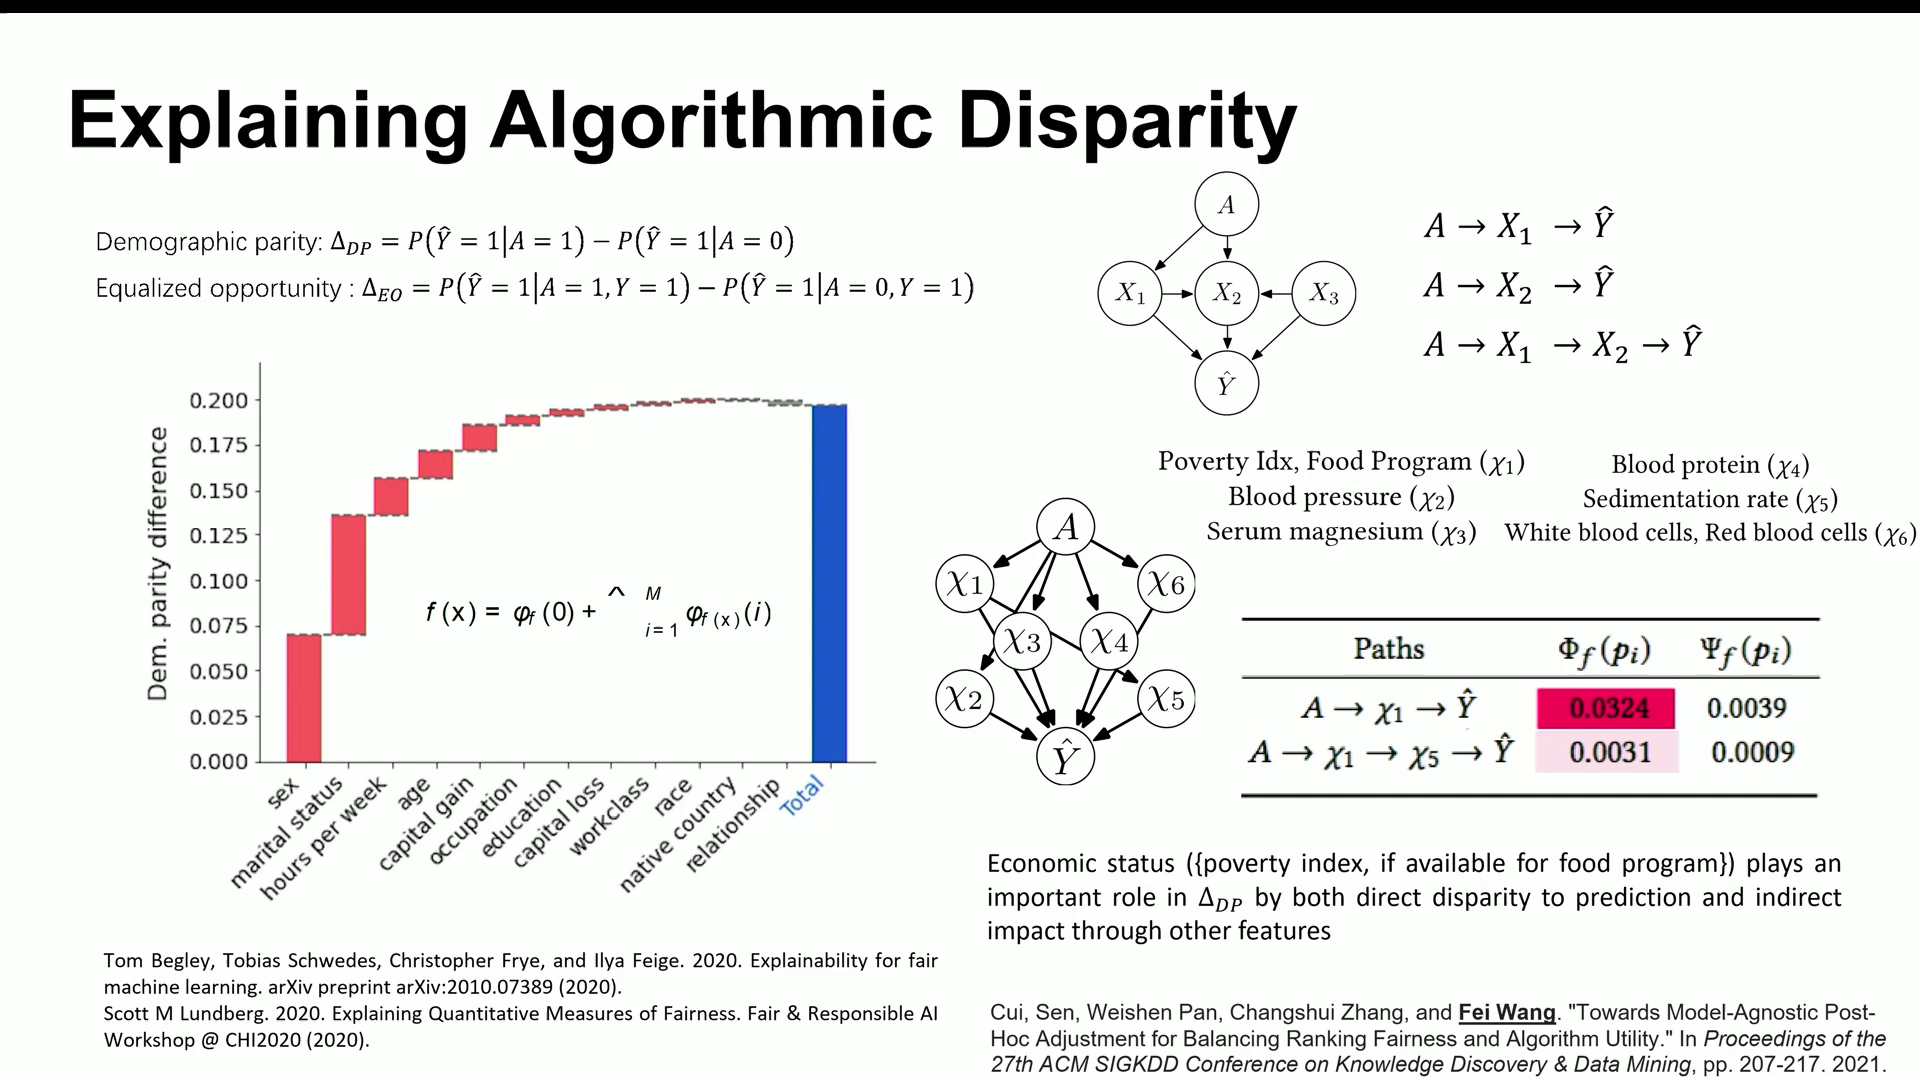 Explaining Algorithmic Disparity
Demographic parity: Δ_DP = P(Ŷ = 1|A = 1) − P(Ŷ = 1|A = 0)
Equalized opportunity : Δ_EO = P(Ŷ = 1|A = 1, Y = 1) − P(Ŷ = 1|A = 0, Y = 1)
Dem. parity difference
0.200
0.175
0.150
0.125
0.100
0.075
0.050
0.025
0.000
f (x) = φ_f (0) + ^ M i = 1 φ_f (x) (i)
sex
marital status
hours per week
age
capital gain
occupation
education
capital loss
workclass
race
native country
relationship
Total
Tom Begley, Tobias Schwedes, Christopher Frye, and Ilya Feige. 2020. Explainability for fair
machine learning. arXiv preprint arXiv:2010.07389 (2020).
Scott M Lundberg. 2020. Explaining Quantitative Measures of Fairness. Fair & Responsible AI
Workshop @ CHI2020 (2020).
A
X₁ X₂ X₃
Ŷ
A → X₁ → Ŷ
A → X₂ → Ŷ
A → X₁ → X₂ → Ŷ
Poverty Idx, Food Program (χ₁)
Blood pressure (χ₂)
Serum magnesium (χ₃)
Blood protein (χ₄)
Sedimentation rate (χ₅)
White blood cells, Red blood cells (χ₆)
A
χ₁ χ₆
χ₃ χ₄
χ₂ χ₅
Ŷ
Paths Φ_f(p_i) Ψ_f(p_i)
A → χ₁ → Ŷ 0.0324 0.0039
A → χ₁ → χ₅ → Ŷ 0.0031 0.0009
Economic status ({poverty index, if available for food program}) plays an
important role in Δ_DP by both direct disparity to prediction and indirect
impact through other features
Cui, Sen, Weishen Pan, Changshui Zhang, and Fei Wang. "Towards Model-Agnostic Post-
Hoc Adjustment for Balancing Ranking Fairness and Algorithm Utility." In Proceedings of the
27th ACM SIGKDD Conference on Knowledge Discovery & Data Mining, pp. 207-217. 2021.